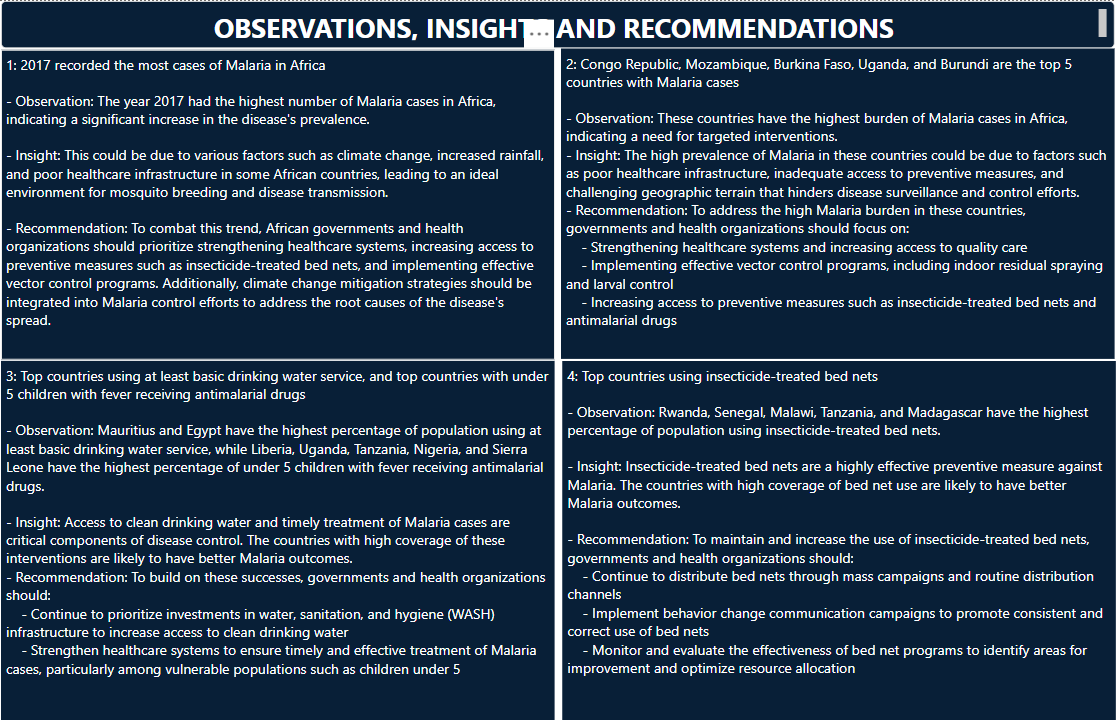 OBSERVATIONS, INSIGHT AND RECOMMENDATIONS
1: 2017 recorded the most cases of Malaria in Africa
- Observation: The year 2017 had the highest number of Malaria cases in Africa,
indicating a significant increase in the disease's prevalence.
- Insight: This could be due to various factors such as climate change, increased rainfall,
and poor healthcare infrastructure in some African countries, leading to an ideal
environment for mosquito breeding and disease transmission.
- Recommendation: To combat this trend, African governments and health
organizations should prioritize strengthening healthcare systems, increasing access to
preventive measures such as insecticide-treated bed nets, and implementing effective
vector control programs. Additionally, climate change mitigation strategies should be
integrated into Malaria control efforts to address the root causes of the disease's
spread.
2: Congo Republic, Mozambique, Burkina Faso, Uganda, and Burundi are the top 5
countries with Malaria cases
- Observation: These countries have the highest burden of Malaria cases in Africa,
indicating a need for targeted interventions.
- Insight: The high prevalence of Malaria in these countries could be due to factors such
as poor healthcare infrastructure, inadequate access to preventive measures, and
challenging geographic terrain that hinders disease surveillance and control efforts.
- Recommendation: To address the high Malaria burden in these countries,
governments and health organizations should focus on:
- Strengthening healthcare systems and increasing access to quality care
- Implementing effective vector control programs, including indoor residual spraying
and larval control
- Increasing access to preventive measures such as insecticide-treated bed nets and
antimalarial drugs
3: Top countries using at least basic drinking water service, and top countries with under
5 children with fever receiving antimalarial drugs
- Observation: Mauritius and Egypt have the highest percentage of population using at
least basic drinking water service, while Liberia, Uganda, Tanzania, Nigeria, and Sierra
Leone have the highest percentage of under 5 children with fever receiving antimalarial
drugs.
- Insight: Access to clean drinking water and timely treatment of Malaria cases are
critical components of disease control. The countries with high coverage of these
interventions are likely to have better Malaria outcomes.
- Recommendation: To build on these successes, governments and health organizations
should:
- Continue to prioritize investments in water, sanitation, and hygiene (WASH)
infrastructure to increase access to clean drinking water
- Strengthen healthcare systems to ensure timely and effective treatment of Malaria
cases, particularly among vulnerable populations such as children under 5
4: Top countries using insecticide-treated bed nets
- Observation: Rwanda, Senegal, Malawi, Tanzania, and Madagascar have the highest
percentage of population using insecticide-treated bed nets.
- Insight: Insecticide-treated bed nets are a highly effective preventive measure against
Malaria. The countries with high coverage of bed net use are likely to have better
Malaria outcomes.
- Recommendation: To maintain and increase the use of insecticide-treated bed nets,
governments and health organizations should:
- Continue to distribute bed nets through mass campaigns and routine distribution
channels
- Implement behavior change communication campaigns to promote consistent and
correct use of bed nets
- Monitor and evaluate the effectiveness of bed net programs to identify areas for
improvement and optimize resource allocation